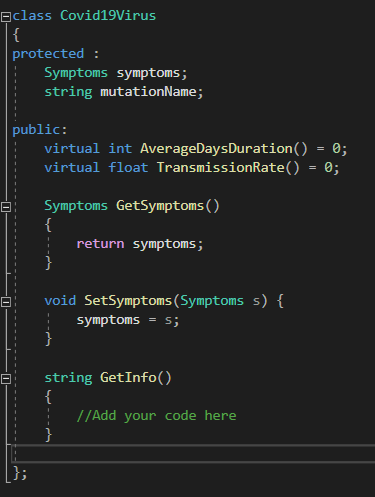 class Covid19Virus
{
protected :
Symptoms symptoms;
string mutationName;
public:
virtual int AverageDaysDuration() = 0;
virtual float TransmissionRate() = 0;
Symptoms GetSymptoms()
{
return symptoms;
}
void SetSymptoms(Symptoms s) {
symptoms = s;
}
string GetInfo()
{
//Add your code here
}
};